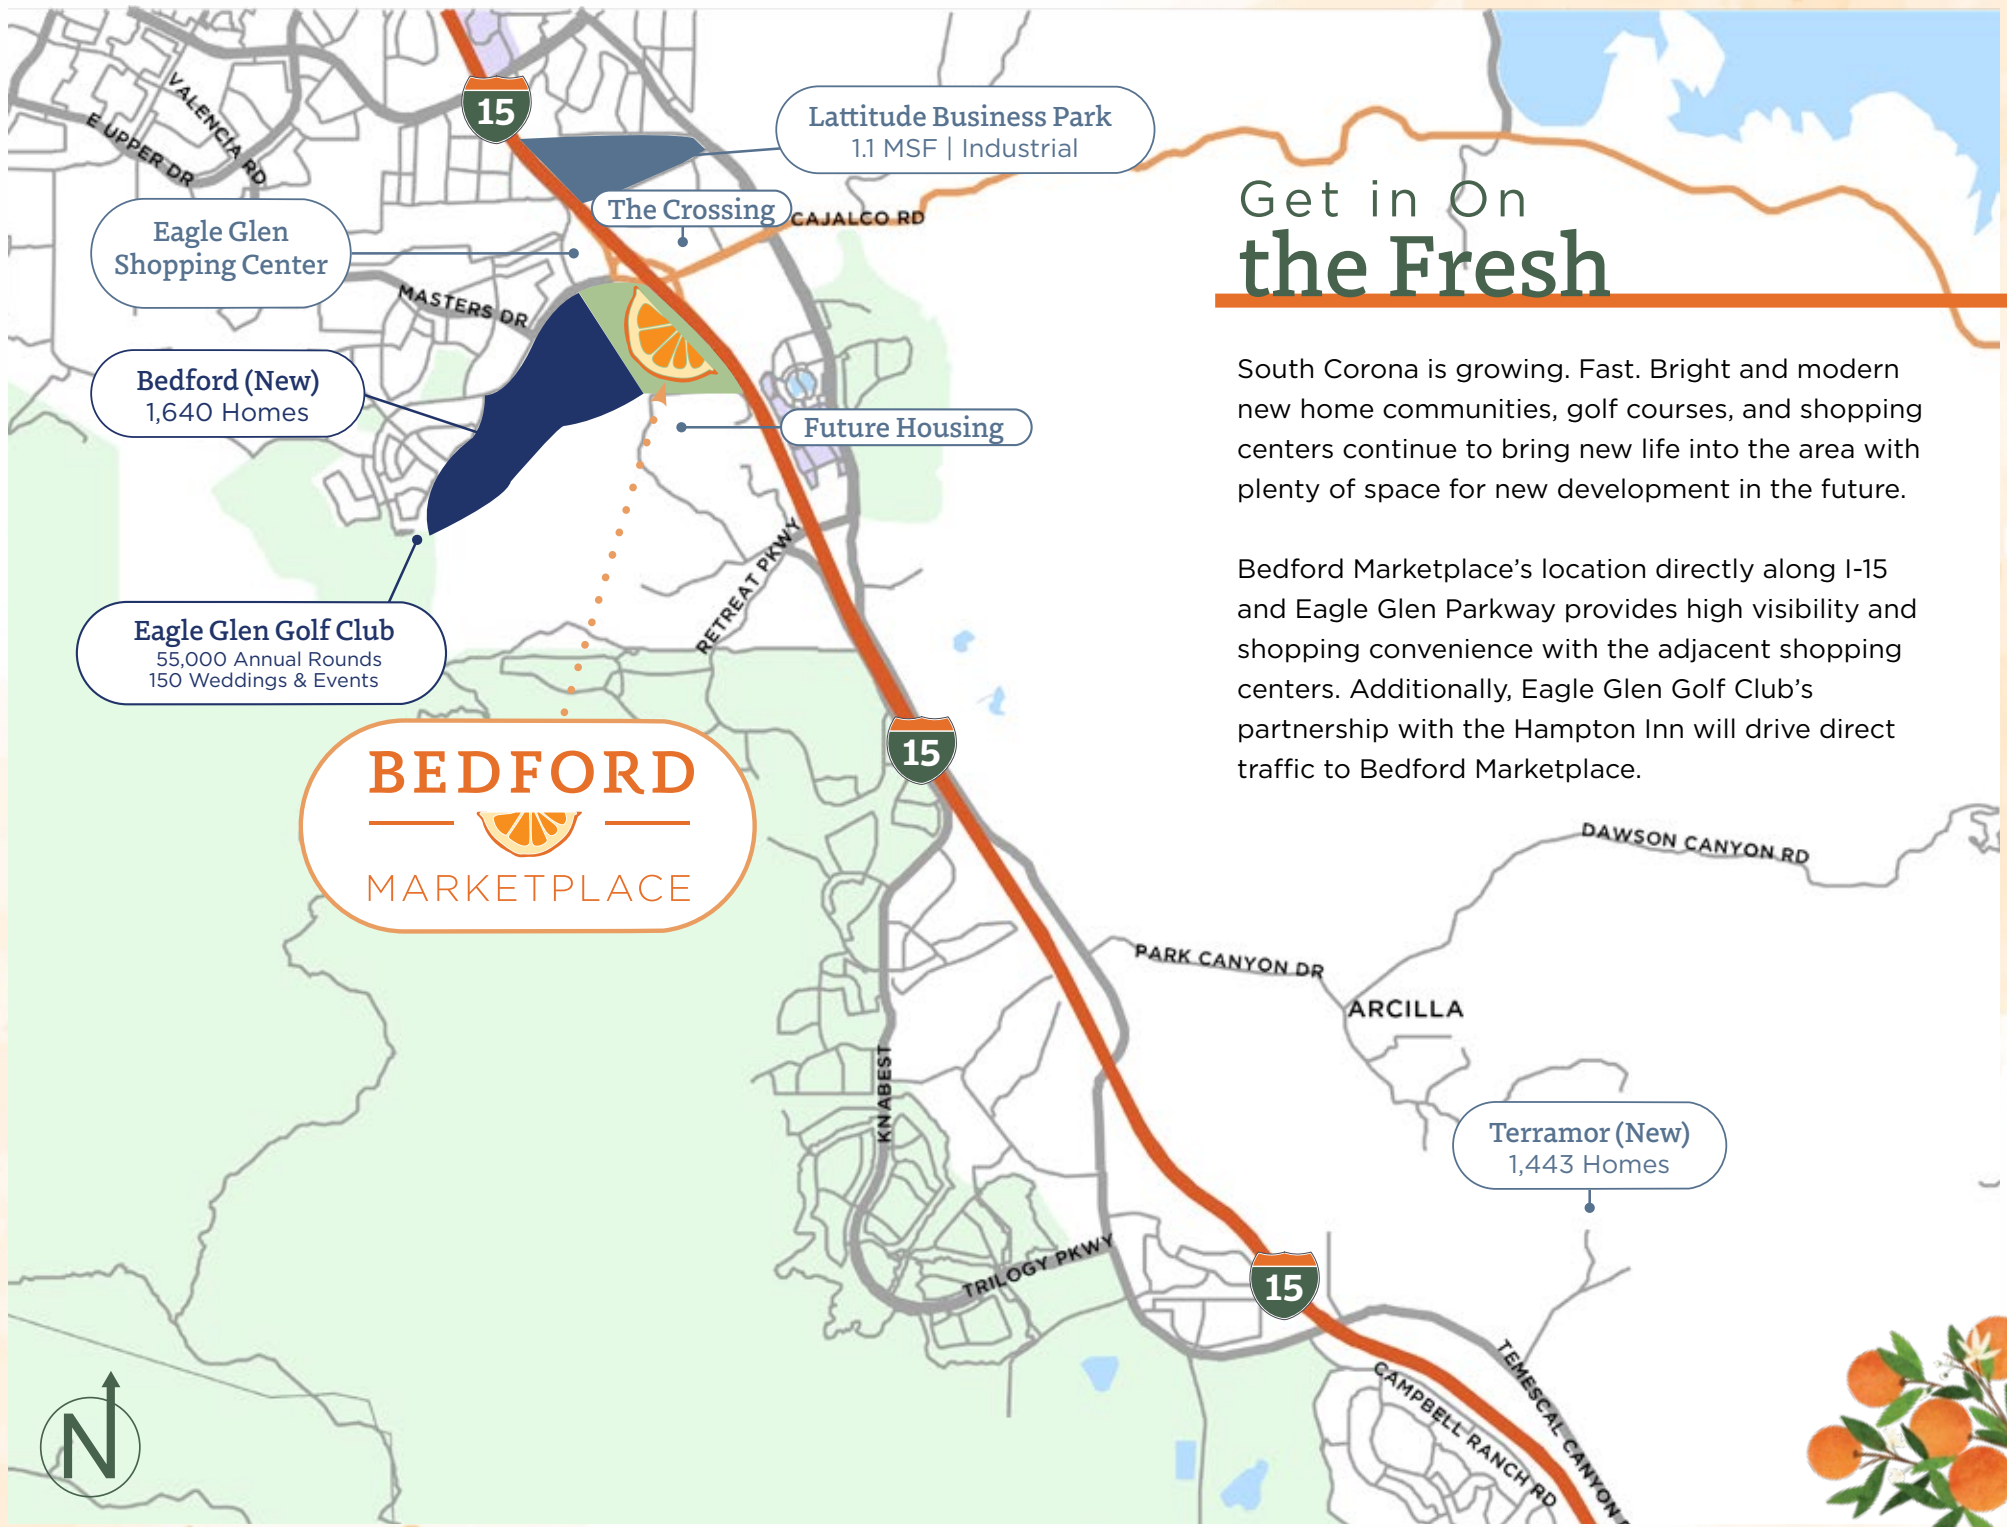 15
VALENCIA RD
E UPPER DR
Lattitude Business Park
1.1 MSF | Industrial
The Crossing
CAJALCO RD
Eagle Glen
Shopping Center
MASTERS DR
Bedford (New)
1,640 Homes
Future Housing
RETREAT PKWY
Eagle Glen Golf Club
55,000 Annual Rounds
150 Weddings & Events
BEDFORD
MARKETPLACE
15
Get in On
the Fresh
South Corona is growing. Fast. Bright and modern
new home communities, golf courses, and shopping
centers continue to bring new life into the area with
plenty of space for new development in the future.
Bedford Marketplace’s location directly along I-15
and Eagle Glen Parkway provides high visibility and
shopping convenience with the adjacent shopping
centers. Additionally, Eagle Glen Golf Club’s
partnership with the Hampton Inn will drive direct
traffic to Bedford Marketplace.
DAWSON CANYON RD
PARK CANYON DR
ARCILLA
KNABEST
Terramor (New)
1,443 Homes
TRILOGY PKWY
15
TEMESCAL CANYON
CAMPBELL RANCH RD
N